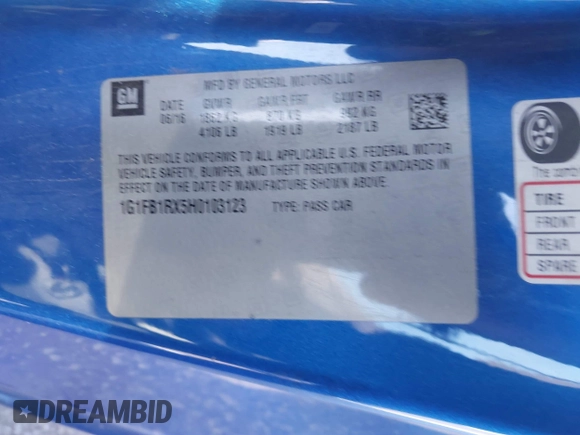 GM
MFD BY GENERAL MOTORS LLC
DATE GVWR GAWR FRT GAWR RR
06/16 1862 KG 870 KG 992 KG
4106 LB 1919 LB 2187 LB
THIS VEHICLE CONFORMS TO ALL APPLICABLE U.S. FEDERAL MOTOR
VEHICLE SAFETY, BUMPER, AND THEFT PREVENTION STANDARDS IN
EFFECT ON THE DATE OF MANUFACTURE SHOWN ABOVE.
1G1FB1RX5H0103123 TYPE: PASS CAR
The comb
TIRE
FRONT
REAR
SPARE
DREAMBID